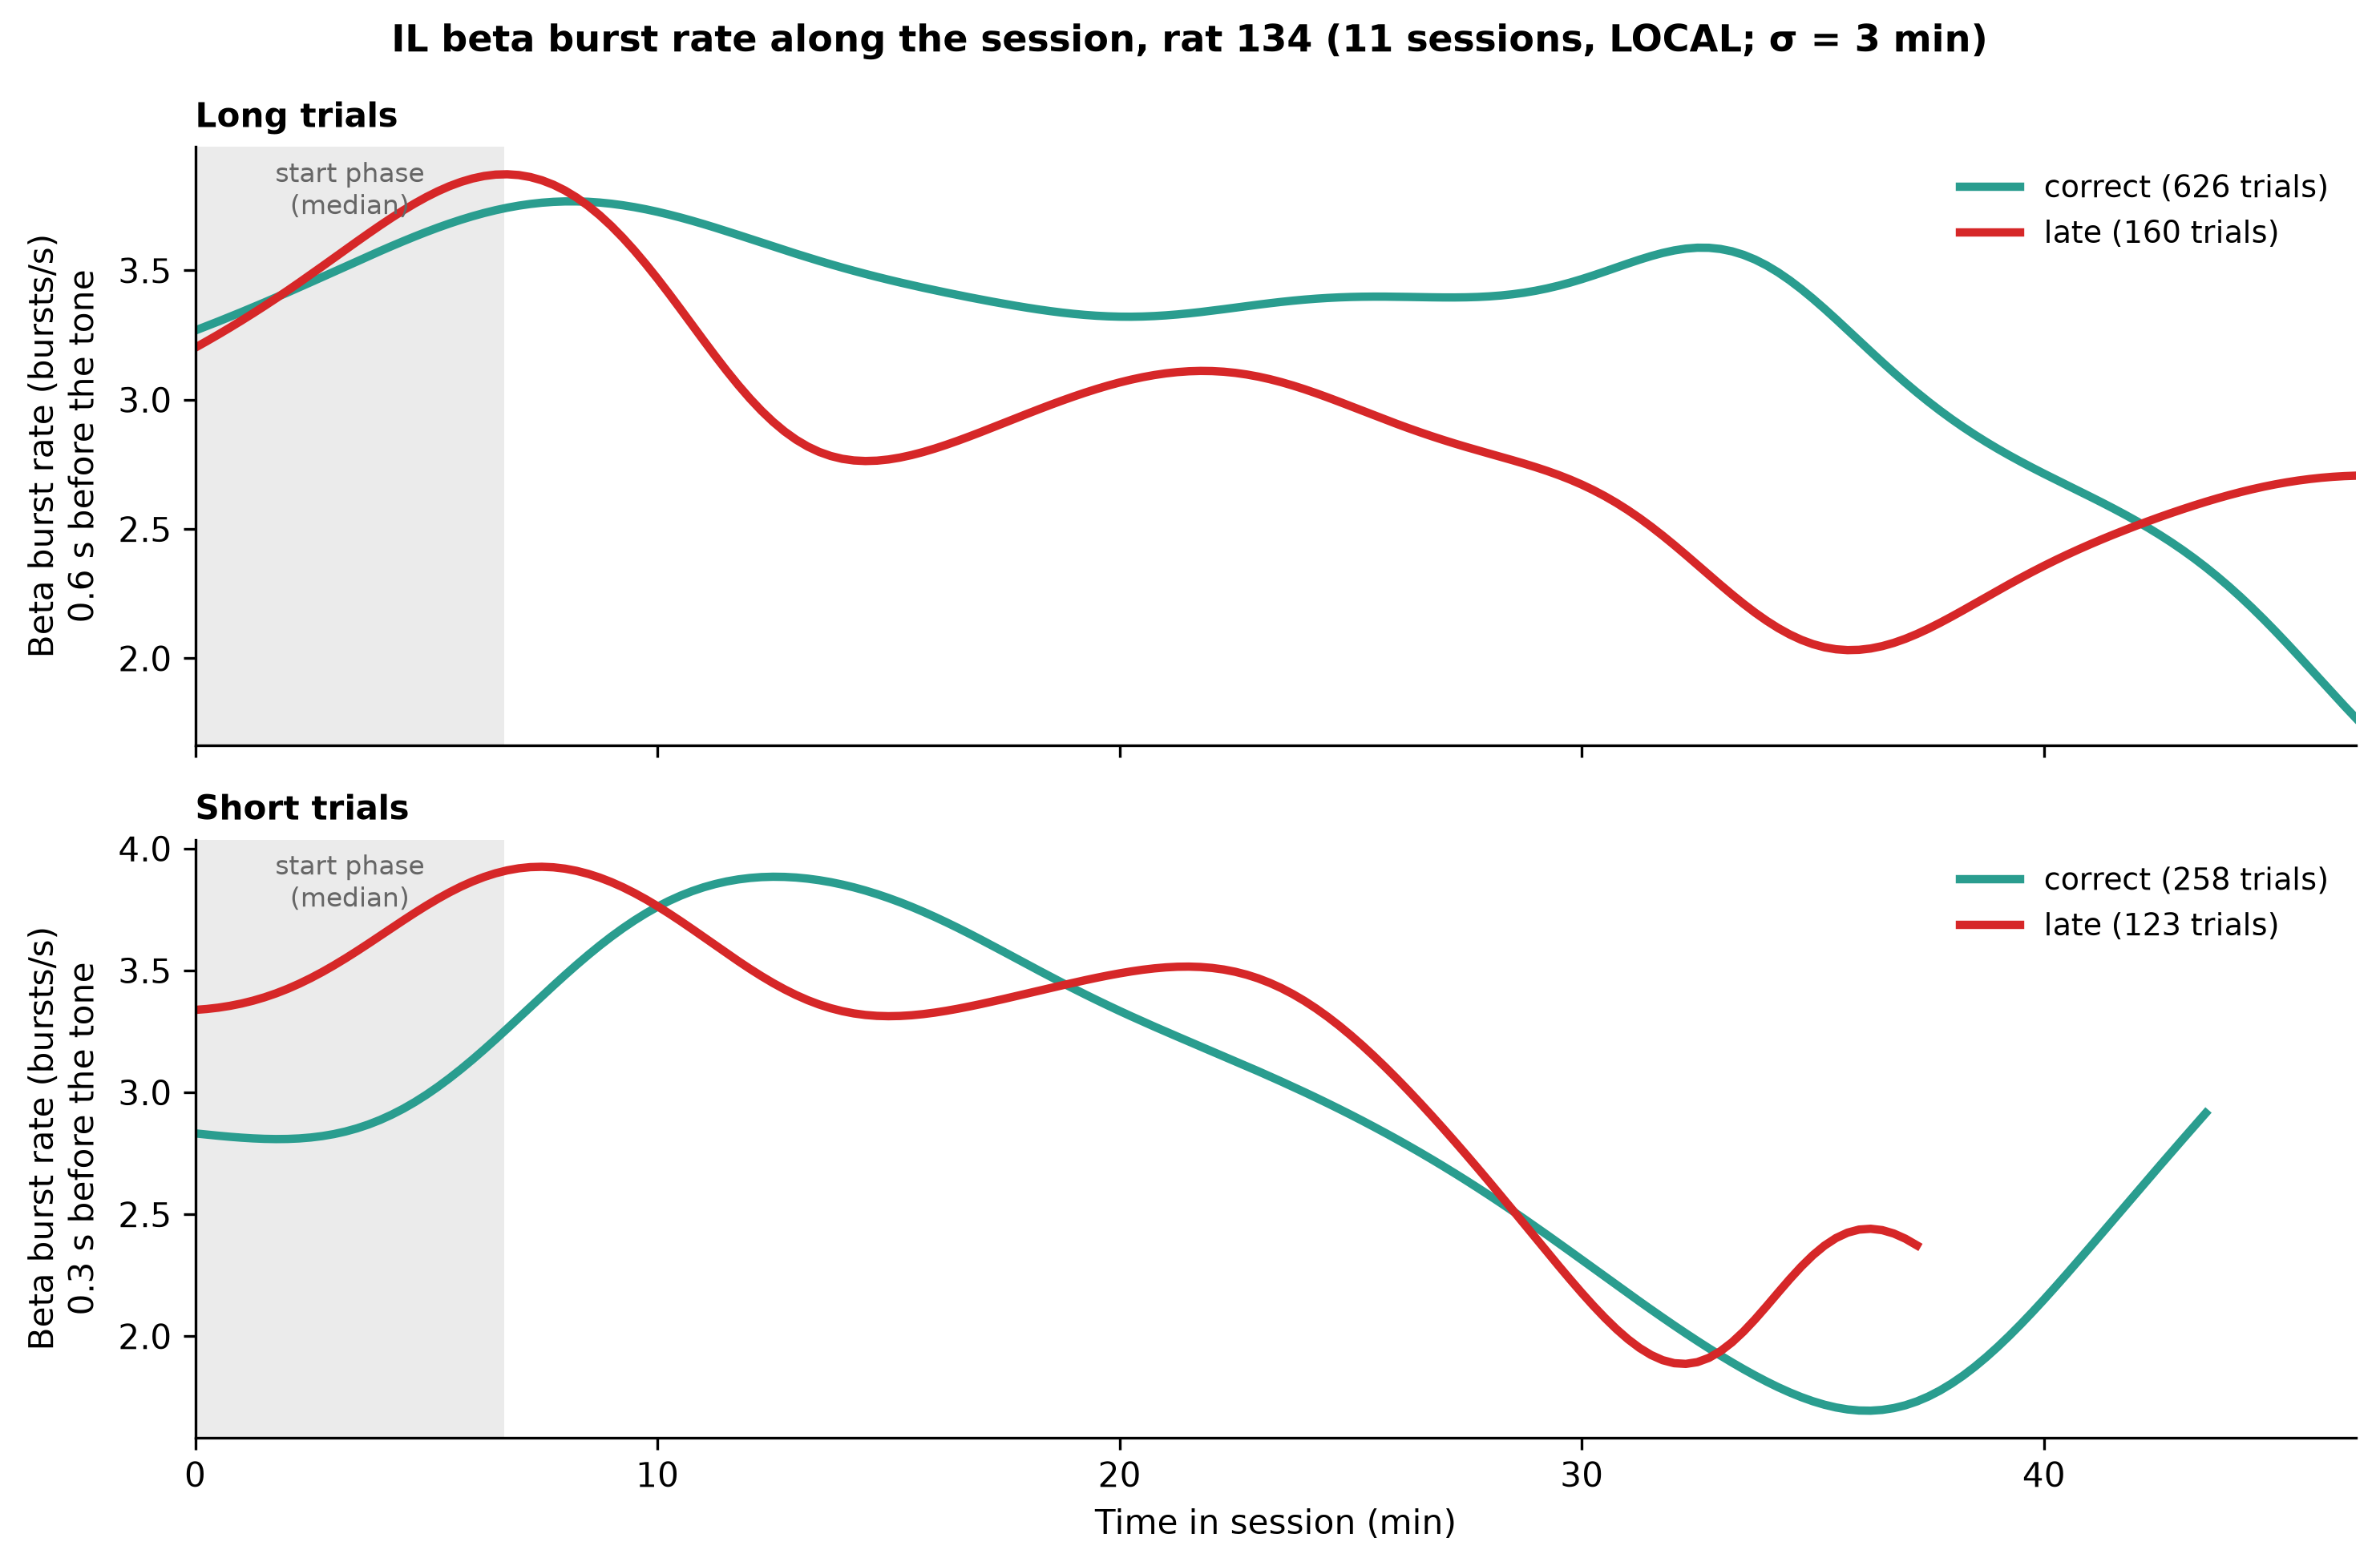 IL beta burst rate along the session, rat 134 (11 sessions, LOCAL; σ = 3 min)
Long trials
start phase
(median)
correct (626 trials)
late (160 trials)
Beta burst rate (bursts/s)
0.6 s before the tone
3.5
3.0
2.5
2.0
Short trials
start phase
(median)
correct (258 trials)
late (123 trials)
Beta burst rate (bursts/s)
0.3 s before the tone
4.0
3.5
3.0
2.5
2.0
0 10 20 30 40
Time in session (min)